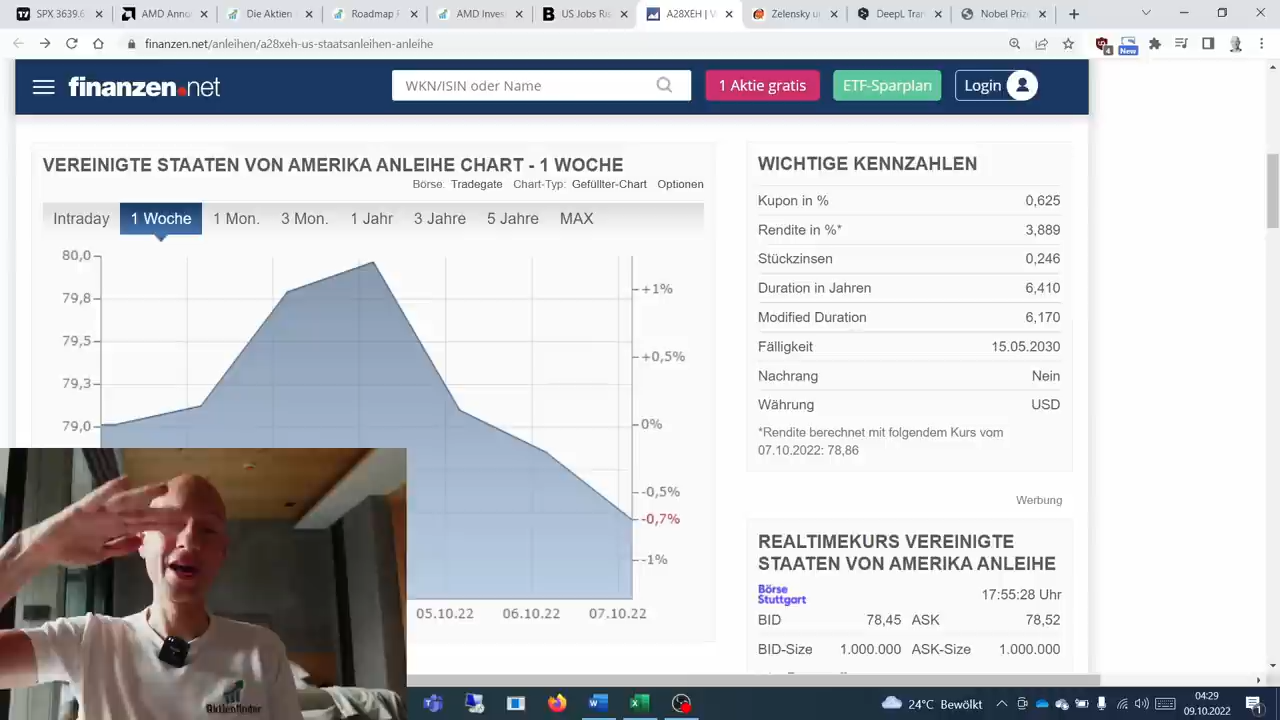 SPX 3639.6
AMD Anno
Die Aktien
Roadmap F
AMD Inves
US Jobs Ris
A28XEH | V
Zelensky u
DeepL Tran
Nobel Prize
finanzen.net/anleihen/a28xeh-us-staatsanleihen-anleihe
4
New
finanzen.net
WKN/ISIN oder Name
1 Aktie gratis
ETF-Sparplan
Login
VEREINIGTE STAATEN VON AMERIKA ANLEIHE CHART - 1 WOCHE
Börse: Tradegate Chart-Typ: Gefüllter-Chart Optionen
Intraday 1 Woche 1 Mon. 3 Mon. 1 Jahr 3 Jahre 5 Jahre MAX
80,0
79,8
79,5
79,3
79,0
+1%
+0,5%
0%
-0,5%
-0,7%
-1%
05.10.22 06.10.22 07.10.22
WICHTIGE KENNZAHLEN
Kupon in % 0,625
Rendite in %* 3,889
Stückzinsen 0,246
Duration in Jahren 6,410
Modified Duration 6,170
Fälligkeit 15.05.2030
Nachrang Nein
Währung USD
*Rendite berechnet mit folgendem Kurs vom
07.10.2022: 78,86
Werbung
REALTIMEKURS VEREINIGTE
STAATEN VON AMERIKA ANLEIHE
Börse
Stuttgart
17:55:28 Uhr
BID 78,45 ASK 78,52
BID-Size 1.000.000 ASK-Size 1.000.000
24°C Bewölkt
04:29
09.10.2022